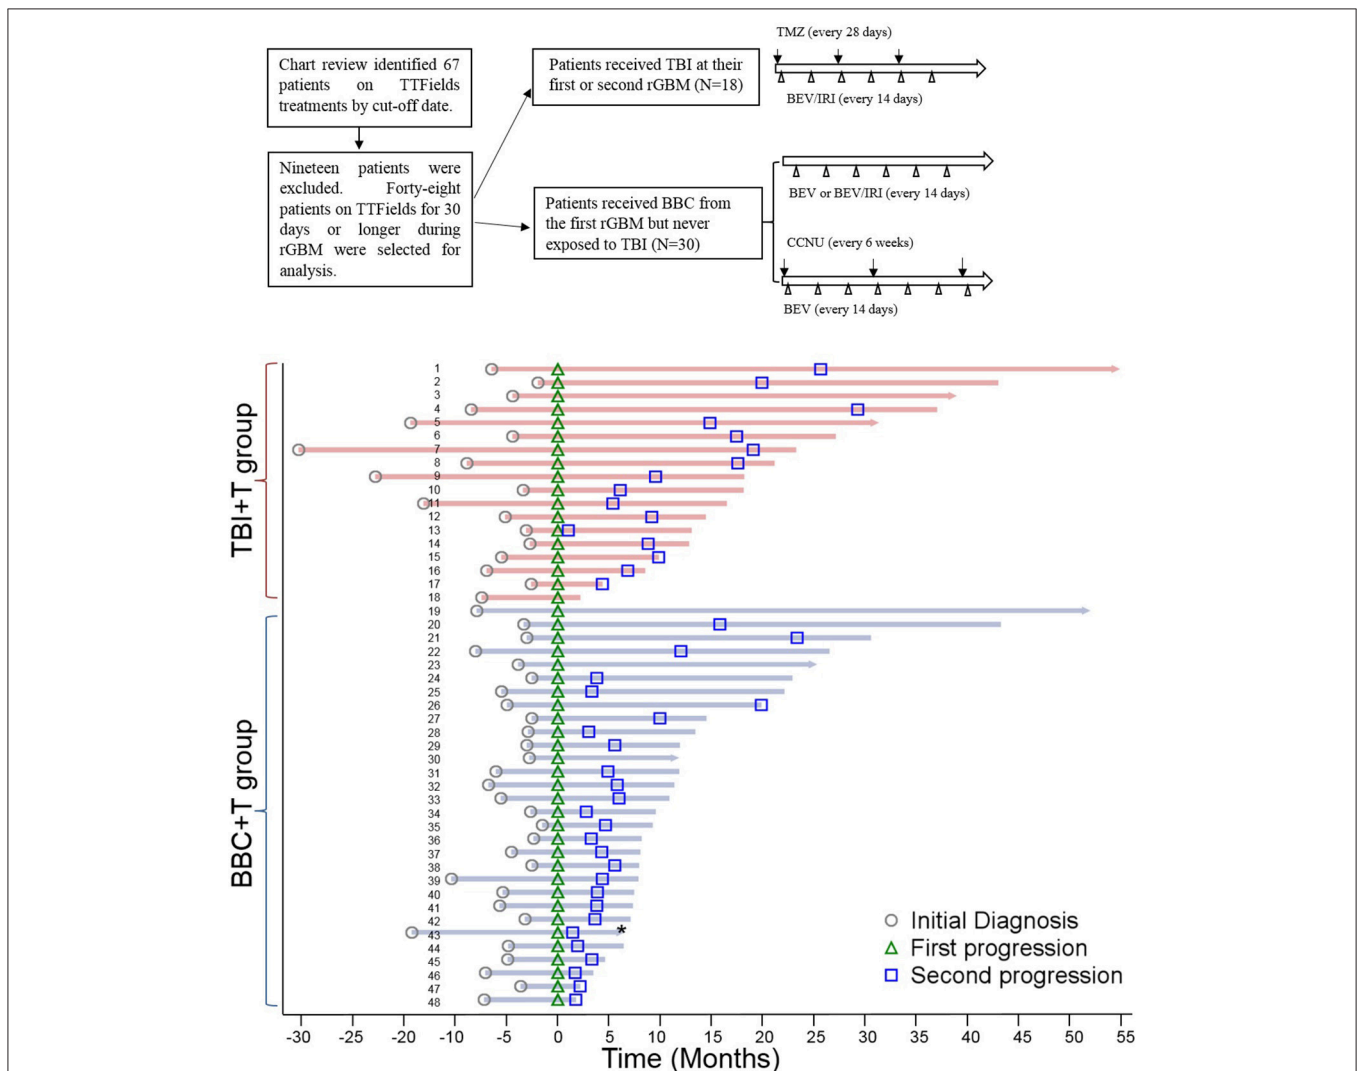 Chart review identified 67
patients on TTFields
treatments by cut-off date.
Nineteen patients were
excluded. Forty-eight
patients on TTFields for 30
days or longer during
rGBM were selected for
analysis.
Patients received TBI at their
first or second rGBM (N=18)
Patients received BBC from
the first rGBM but never
exposed to TBI (N=30)
TMZ (every 28 days)
BEV/IRI (every 14 days)
BEV or BEV/IRI (every 14 days)
CCNU (every 6 weeks)
BEV (every 14 days)
TBI+T group
BBC+T group
1
2
3
4
5
6
7
8
9
10
11
12
13
14
15
16
17
18
19
20
21
22
23
24
25
26
27
28
29
30
31
32
33
34
35
36
37
38
39
40
41
42
43
*
44
45
46
47
48
Initial Diagnosis
First progression
Second progression
-30 -25 -20 -15 -10 -5 0 5 10 15 20 25 30 35 40 45 50 55
Time (Months)